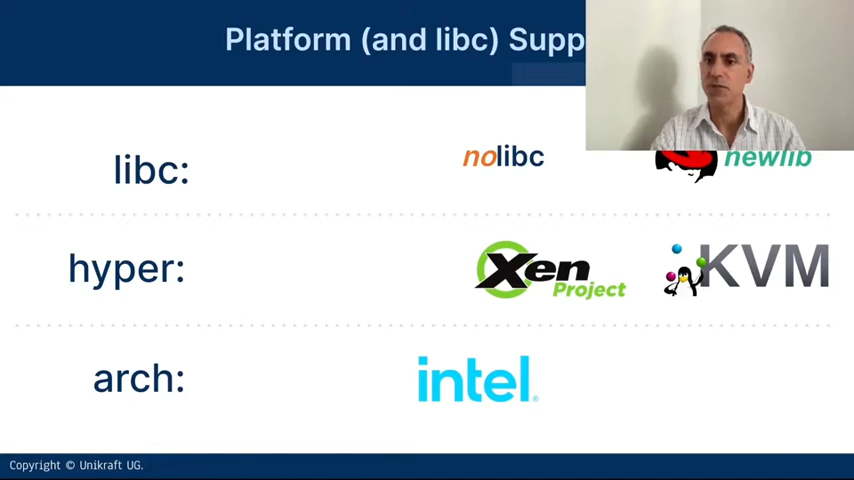 Platform (and libc) Supp
libc:
nolibc
newlib
hyper:
Xen
Project
KVM
arch:
intel®
Copyright © Unikraft UG.